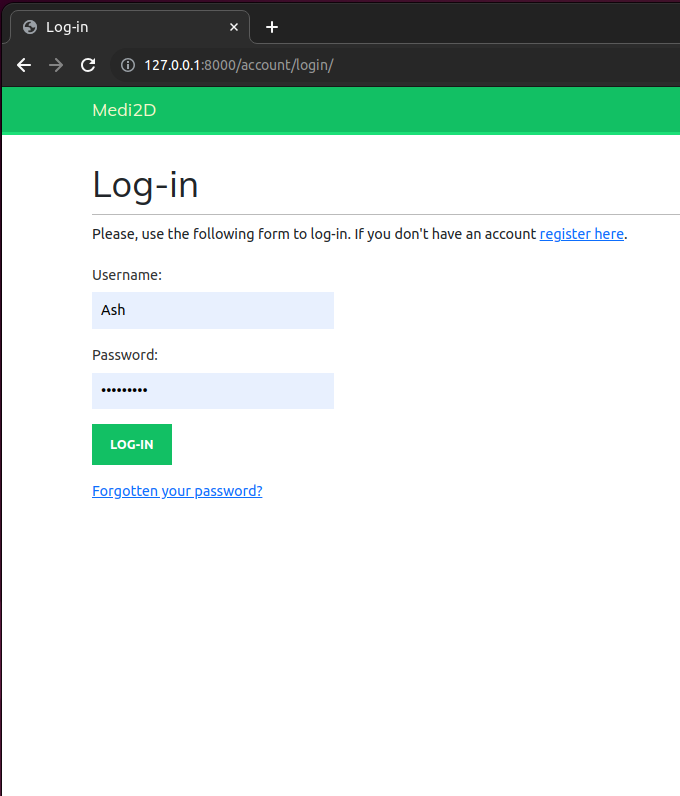 Log-in
127.0.0.1:8000/account/login/
Medi2D
Log-in
Please, use the following form to log-in. If you don't have an account register here.
Username:
Ash
Password:
•••••••••
LOG-IN
Forgotten your password?